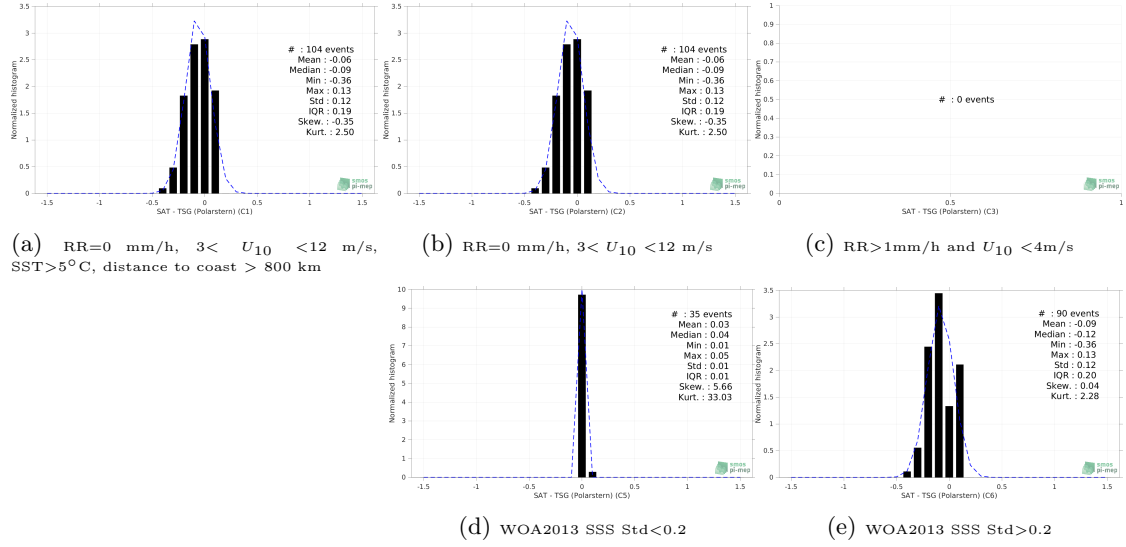 3.5
3
2.5
2
1.5
1
0.5
0
Normalized histogram
# : 104 events
Mean : -0.06
Median : -0.09
Min : -0.36
Max : 0.13
Std : 0.12
IQR : 0.19
Skew. : -0.35
Kurt. : 2.50
smos
pi-mep
-1.5 -1 -0.5 0 0.5 1 1.5
SAT - TSG (Polarstern) (C1)
(a) RR=0 mm/h, 3< U10 <12 m/s,
SST>5°C, distance to coast > 800 km
3.5
3
2.5
2
1.5
1
0.5
0
Normalized histogram
# : 104 events
Mean : -0.06
Median : -0.09
Min : -0.36
Max : 0.13
Std : 0.12
IQR : 0.19
Skew. : -0.35
Kurt. : 2.50
smos
pi-mep
-1.5 -1 -0.5 0 0.5 1 1.5
SAT - TSG (Polarstern) (C2)
(b) RR=0 mm/h, 3< U10 <12 m/s
1
0.9
0.8
0.7
0.6
0.5
0.4
0.3
0.2
0.1
0
Normalized histogram
# : 0 events
smos
pi-mep
0 0.5 1
SAT - TSG (Polarstern) (C3)
(c) RR>1mm/h and U10 <4m/s
10
9
8
7
6
5
4
3
2
1
0
Normalized histogram
# : 35 events
Mean : 0.03
Median : 0.04
Min : 0.01
Max : 0.05
Std : 0.01
IQR : 0.01
Skew. : 5.66
Kurt. : 33.03
smos
pi-mep
-1.5 -1 -0.5 0 0.5 1 1.5
SAT - TSG (Polarstern) (C5)
(d) WOA2013 SSS Std<0.2
3.5
3
2.5
2
1.5
1
0.5
0
Normalized histogram
# : 90 events
Mean : -0.09
Median : -0.12
Min : -0.36
Max : 0.13
Std : 0.12
IQR : 0.20
Skew. : 0.04
Kurt. : 2.28
smos
pi-mep
-1.5 -1 -0.5 0 0.5 1 1.5
SAT - TSG (Polarstern) (C6)
(e) WOA2013 SSS Std>0.2